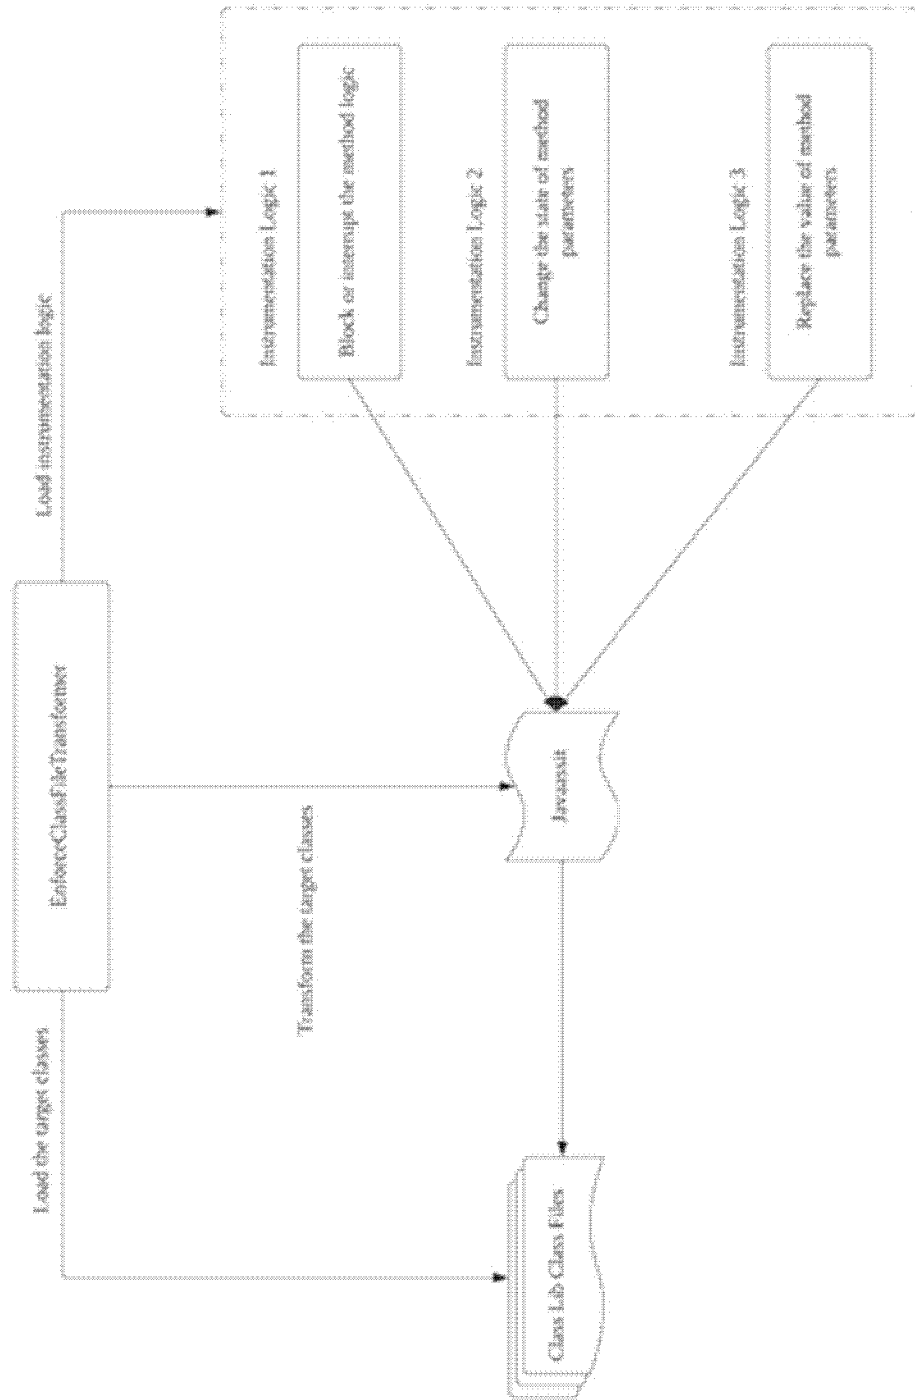 EnforceClassFileTransformer
Load the target classes
Load instrumentation logic
Transform the target classes
Instrumentation Logic 1
Block or interrupt the method logic
Instrumentation Logic 2
Change the state of method
parameters
Instrumentation Logic 3
Replace the value of method
parameters
Javassit
Class Lib Class Files